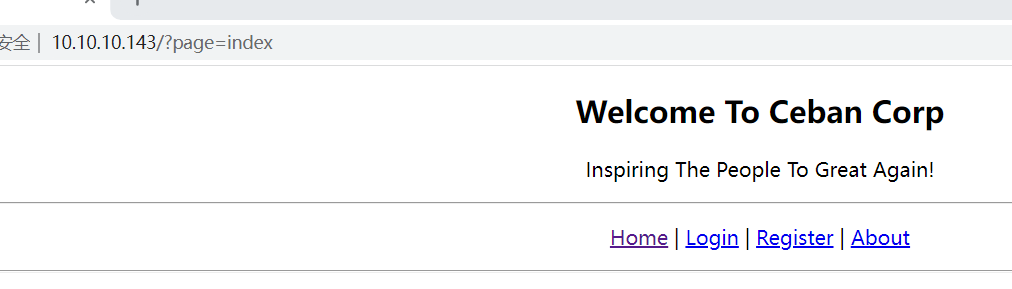 安全 | 10.10.10.143/?page=index
Welcome To Ceban Corp
Inspiring The People To Great Again!
Home | Login | Register | About